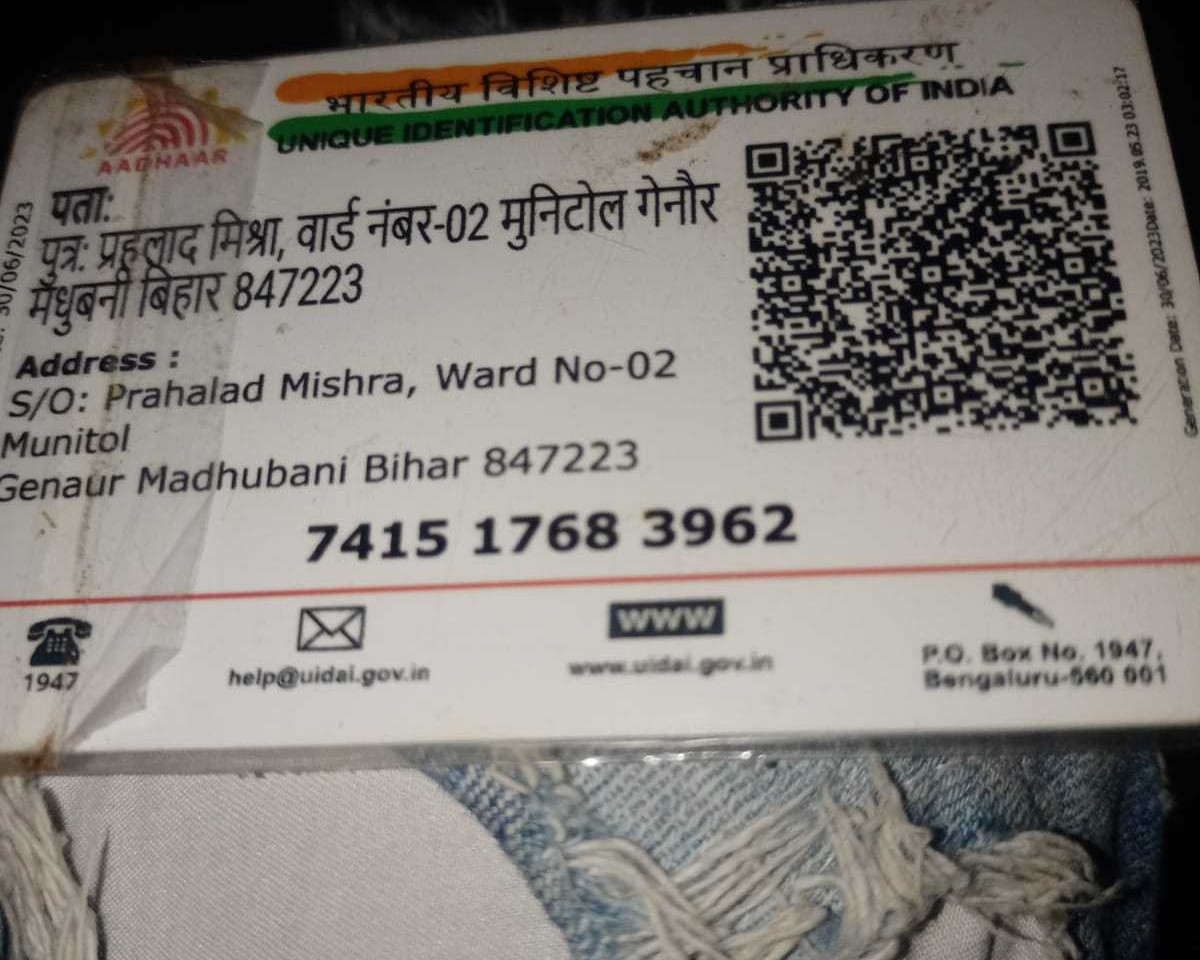 भारतीय विशिष्ट पहचान प्राधिकरण
UNIQUE IDENTIFICATION AUTHORITY OF INDIA
AADHAAR
पता:
पुत्र: प्रहलाद मिश्रा, वार्ड नंबर-02 मुनिटोल गेनौर
मधुबनी बिहार 847223
Address :
S/O: Prahalad Mishra, Ward No-02
Munitol
Genaur Madhubani Bihar 847223
7415 1768 3962
1947
help@uidai.gov.in
WWW
www.uidai.gov.in
P.O. Box No. 1947,
Bengaluru-560 001
30/06/2023
Generation Date: 30/06/2023Date: 2019.05.23 03:02:17